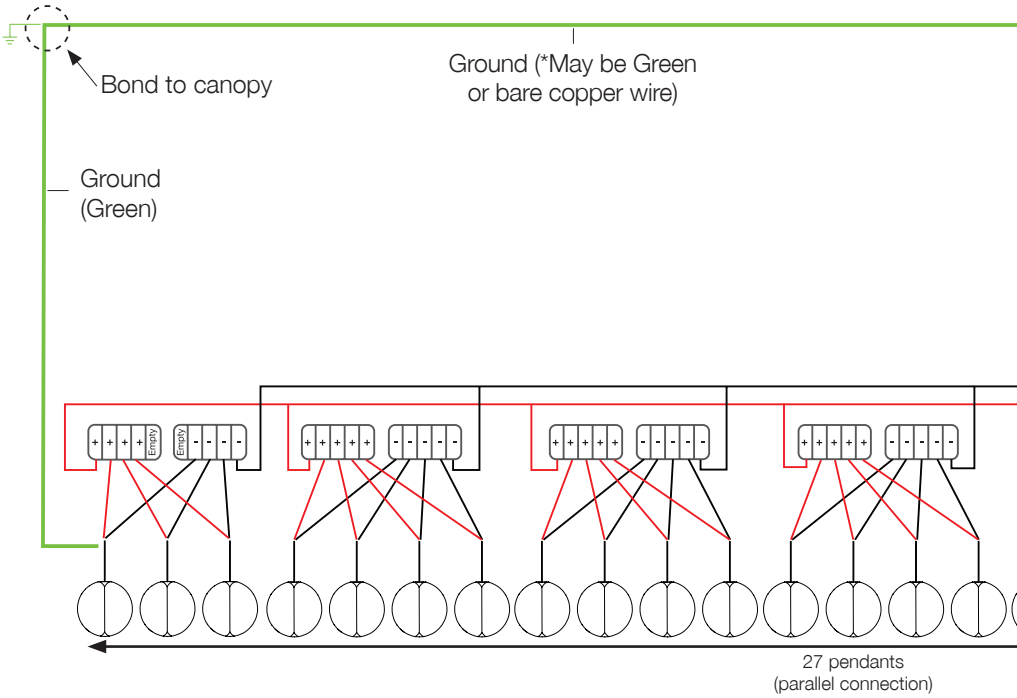 Bond to canopy
Ground (*May be Green
or bare copper wire)
Ground
(Green)
+ + + + Empty
Empty - - - -
+ + + + +
- - - - -
+ + + + +
- - - - -
+ + + + +
- - - - -
27 pendants
(parallel connection)